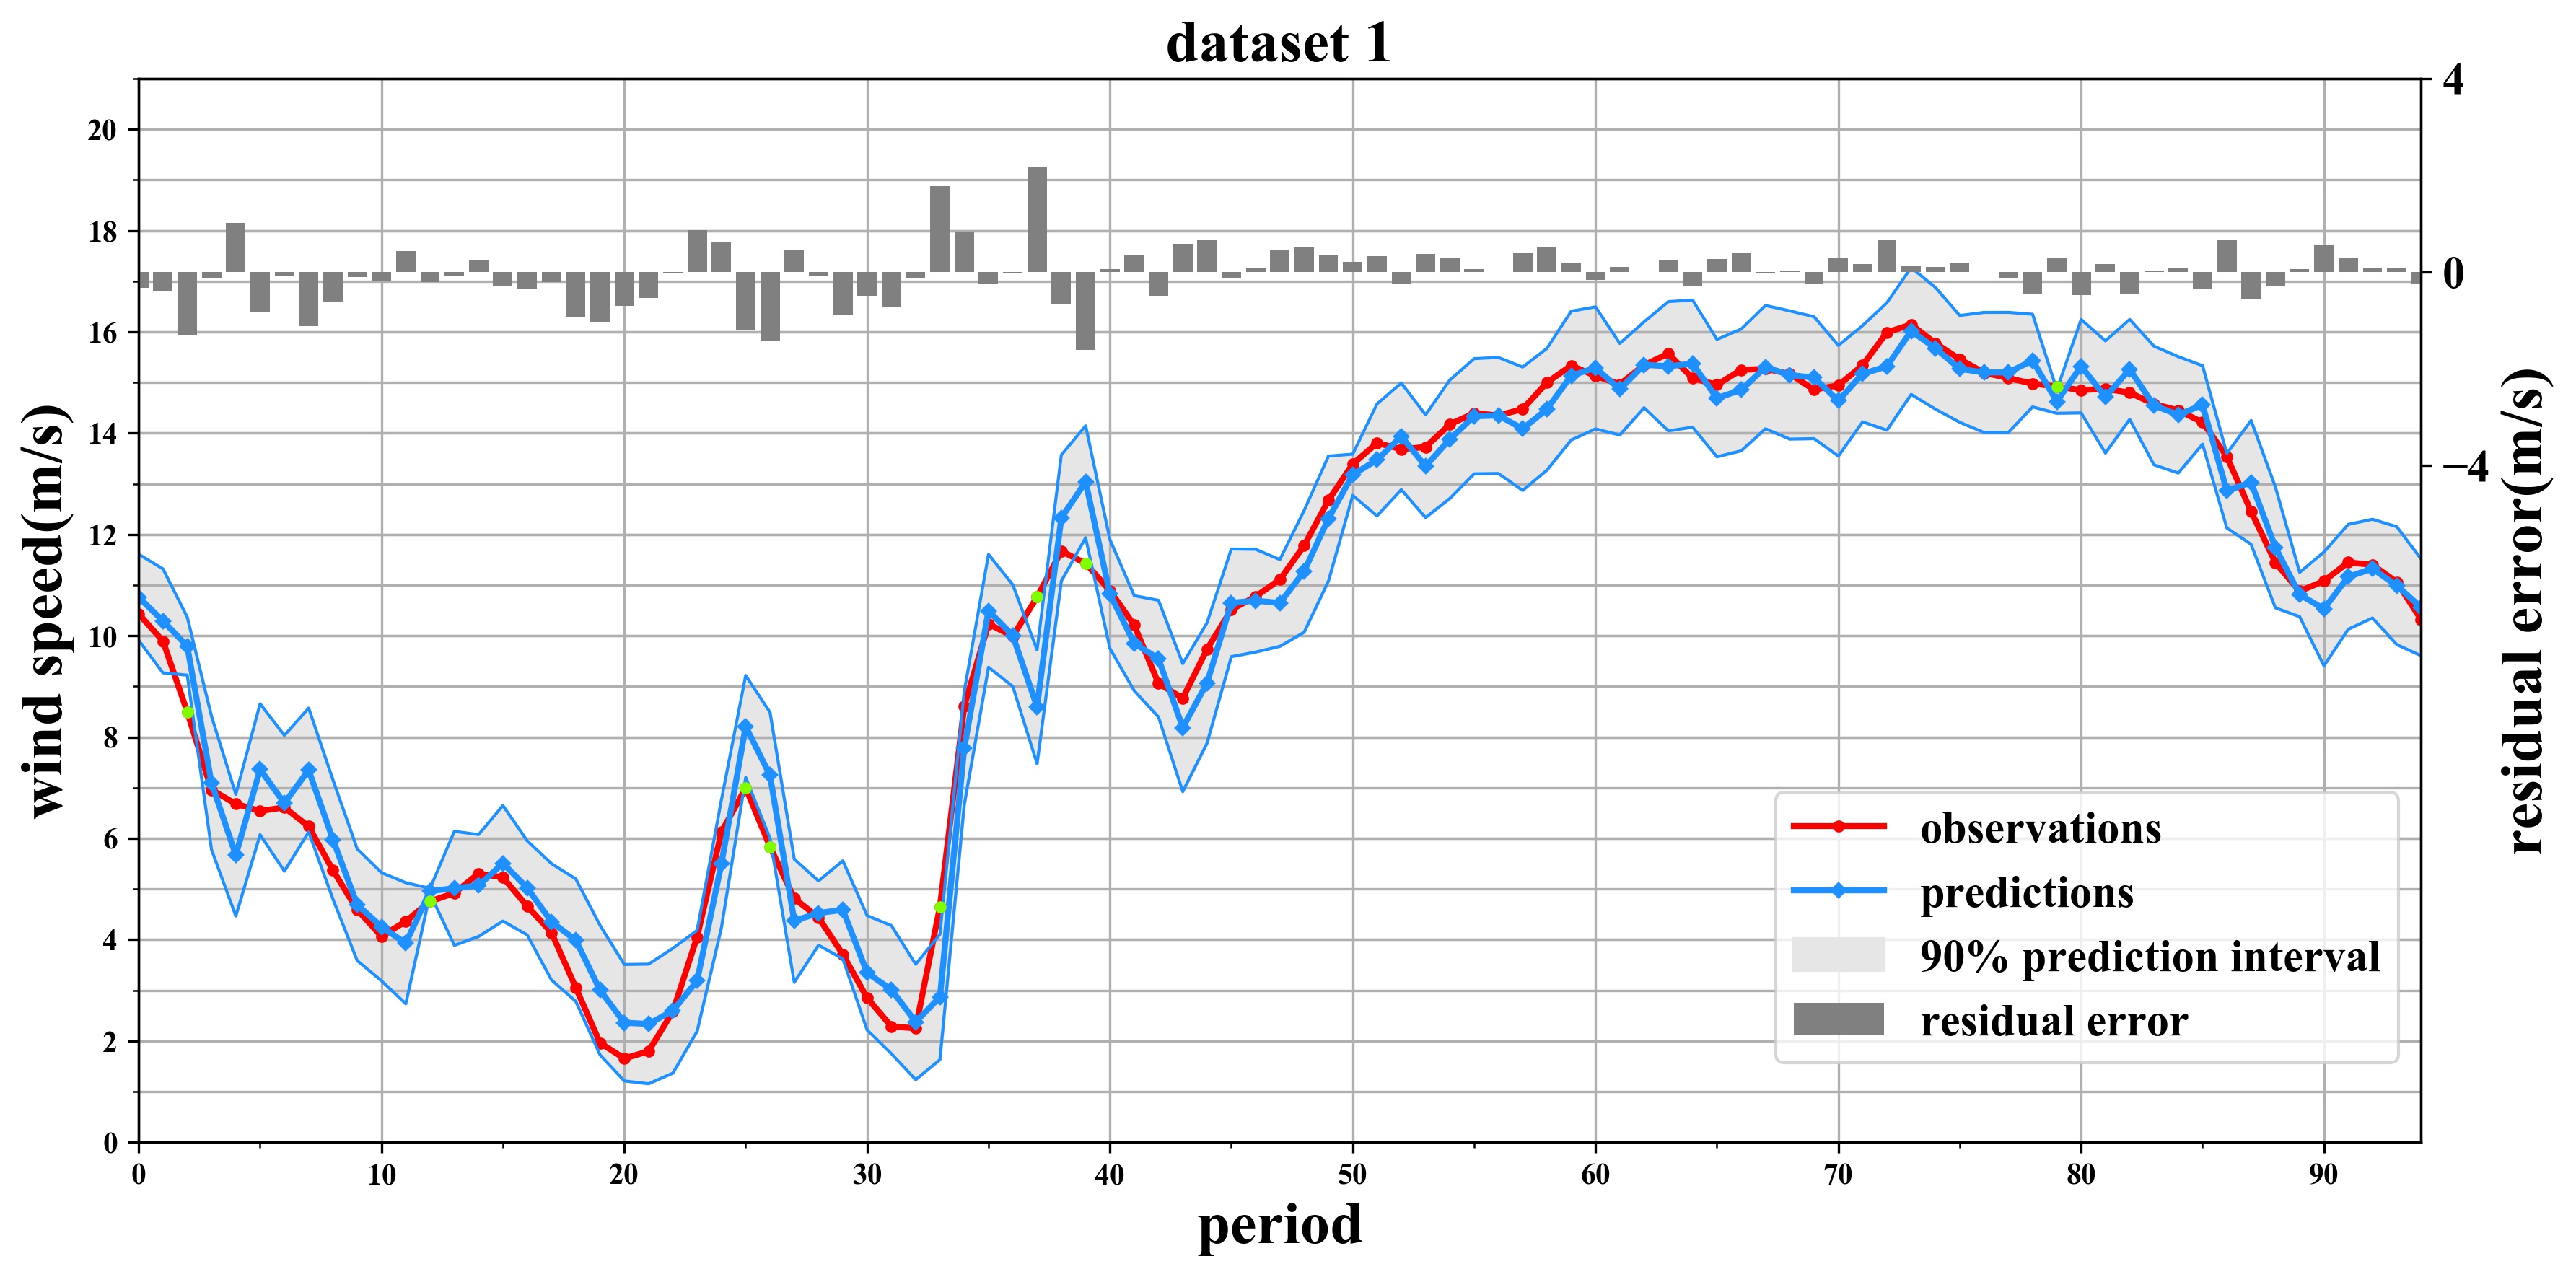 dataset 1
wind speed(m/s)
20
18
16
14
12
10
8
6
4
2
0
0 10 20 30 40 50 60 70 80 90
period
4
0
−4
residual error(m/s)
observations
predictions
90% prediction interval
residual error